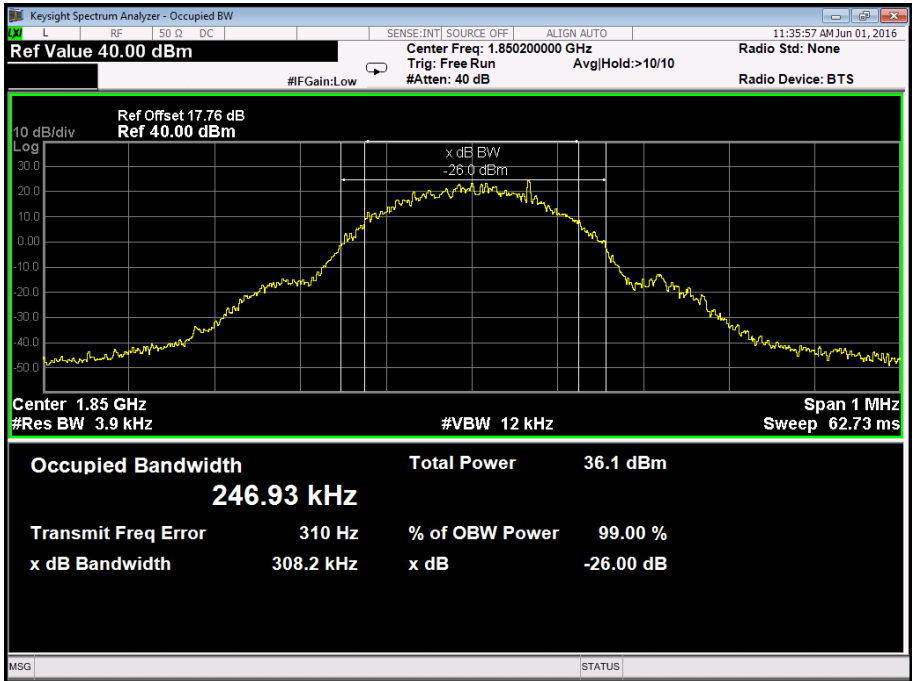 Keysight Spectrum Analyzer - Occupied BW
LXI L RF 50 Ω DC SENSE:INT SOURCE OFF ALIGN AUTO 11:35:57 AM Jun 01, 2016
Ref Value 40.00 dBm
Center Freq: 1.850200000 GHz
Radio Std: None
Trig: Free Run
Avg|Hold:>10/10
#IFGain:Low
#Atten: 40 dB
Radio Device: BTS
Ref Offset 17.76 dB
10 dB/div
Ref 40.00 dBm
Log
x dB BW
-26.0 dBm
30.0
20.0
10.0
0.00
-10.0
-20.0
-30.0
-40.0
-50.0
Center 1.85 GHz
Span 1 MHz
#Res BW 3.9 kHz
#VBW 12 kHz
Sweep 62.73 ms
Occupied Bandwidth
246.93 kHz
Total Power 36.1 dBm
Transmit Freq Error 310 Hz
% of OBW Power 99.00 %
x dB Bandwidth 308.2 kHz
x dB -26.00 dB
MSG
STATUS